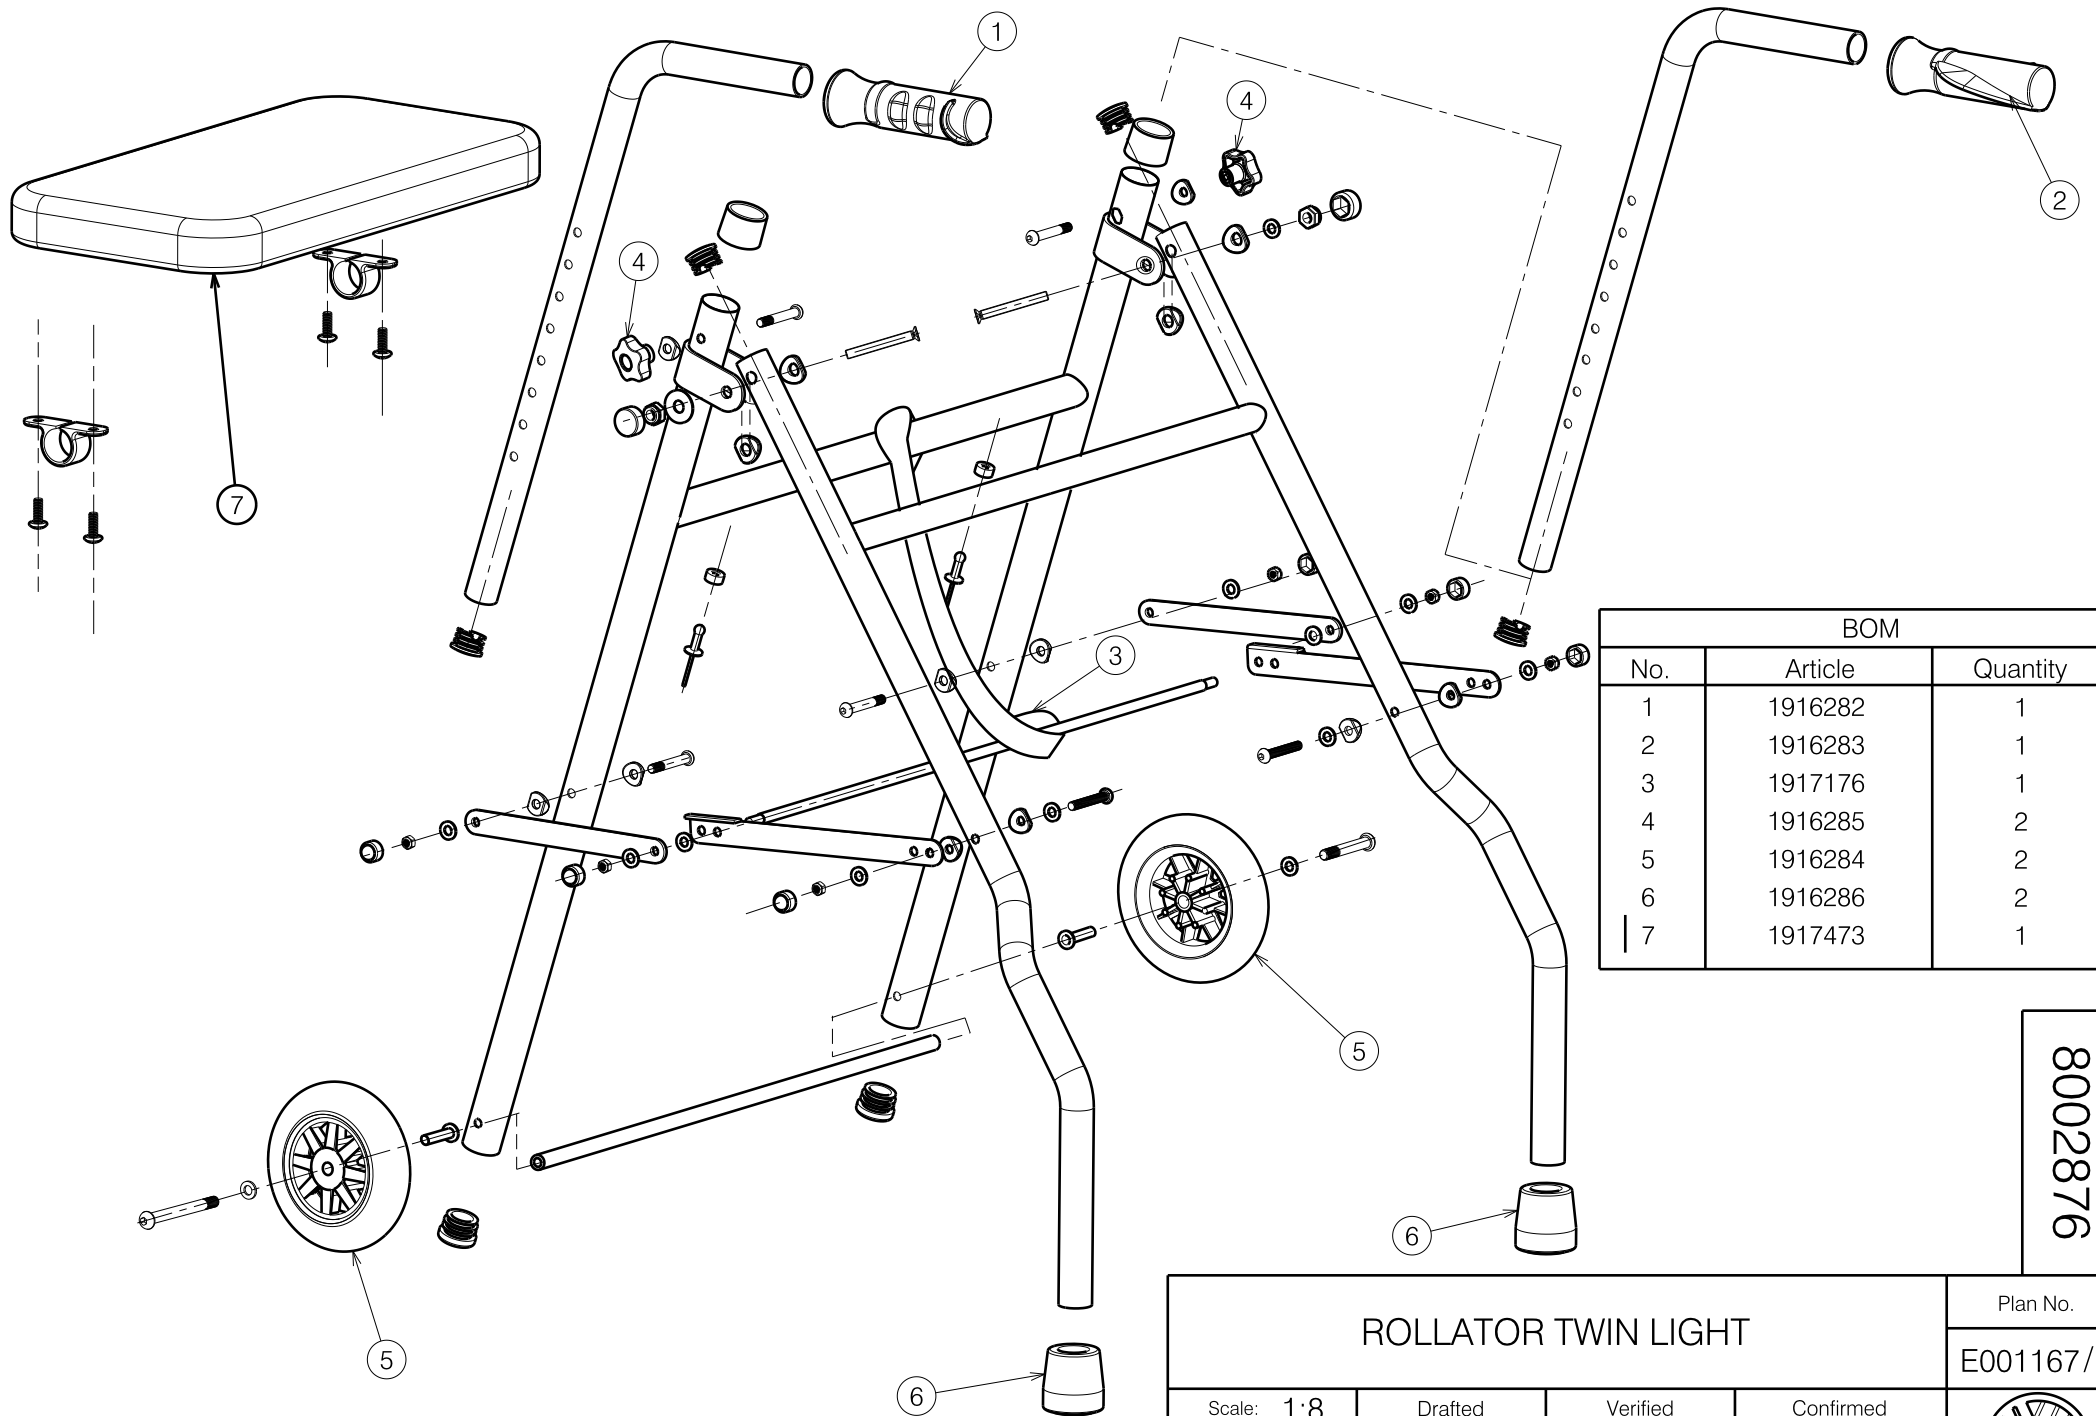 1
4
2
4
7
3
BOM
No. Article Quantity
1 1916282 1
2 1916283 1
3 1917176 1
4 1916285 2
5 1916284 2
6 1916286 2
7 1917473 1
5
8002876
6
5
6
ROLLATOR TWIN LIGHT
Plan No.
E001167/
Scale: 1:8 Drafted Verified Confirmed